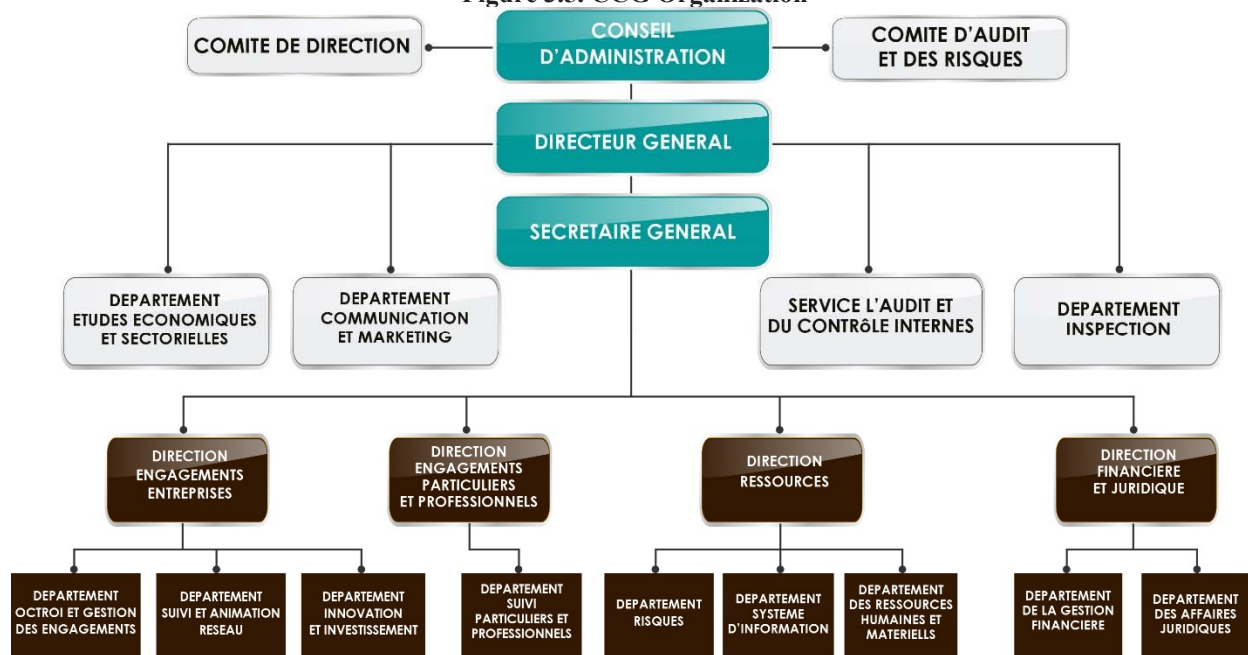 Figure 3.3. CCG Organization
COMITE DE DIRECTION
CONSEIL
D'ADMINISTRATION
COMITE D'AUDIT
ET DES RISQUES
DIRECTEUR GENERAL
SECRETAIRE GENERAL
DEPARTEMENT
ETUDES ECONOMIQUES
ET SECTORIELLES
DEPARTEMENT
COMMUNICATION
ET MARKETING
SERVICE L'AUDIT ET
DU CONTRôLE INTERNES
DEPARTEMENT
INSPECTION
DIRECTION
ENGAGEMENTS
ENTREPRISES
DIRECTION
ENGAGEMENTS
PARTICULIERS
ET PROFESSIONNELS
DIRECTION
RESSOURCES
DIRECTION
FINANCIERE
ET JURIDIQUE
DEPARTEMENT
OCTROI ET GESTION
DES ENGAGEMENTS
DEPARTEMENT
SUIVI ET ANIMATION
RESEAU
DEPARTEMENT
INNOVATION
ET INVESTISSEMENT
DEPARTEMENT
SUIVI
PARTICULIERS ET
PROFESSIONNELS
DEPARTEMENT
RISQUES
DEPARTEMENT
SYSTEME
D'INFORMATION
DEPARTEMENT
DES RESSOURCES
HUMAINES ET
MATERIELLS
DEPARTEMENT
DE LA GESTION
FINANCIERE
DEPARTEMENT
DES AFFAIRES
JURIDIQUES